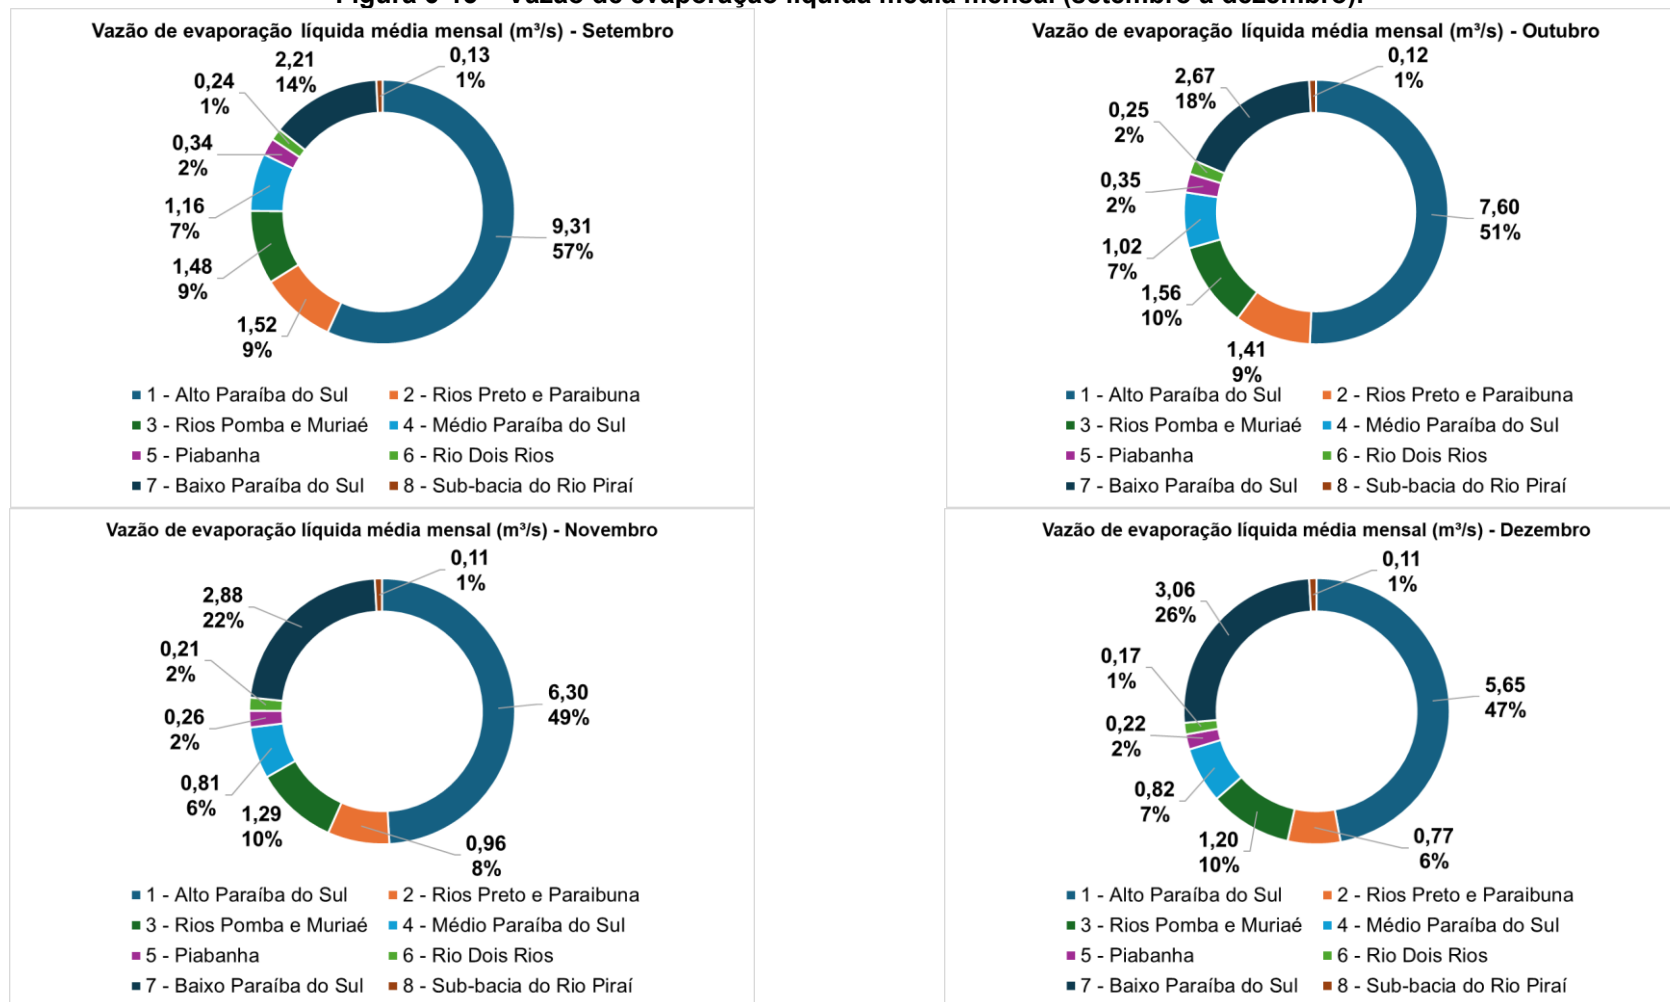 Figura 3-13 – Vazão de evaporação líquida média mensal (setembro a dezembro).
Vazão de evaporação líquida média mensal (m³/s) - Setembro
0,13
1%
2,21
14%
0,24
1%
0,34
2%
1,16
7%
1,48
9%
1,52
9%
9,31
57%
1 - Alto Paraíba do Sul
2 - Rios Preto e Paraibuna
3 - Rios Pomba e Muriaé
4 - Médio Paraíba do Sul
5 - Piabanha
6 - Rio Dois Rios
7 - Baixo Paraíba do Sul
8 - Sub-bacia do Rio Piraí
Vazão de evaporação líquida média mensal (m³/s) - Outubro
0,12
1%
2,67
18%
0,25
2%
0,35
2%
1,02
7%
1,56
10%
1,41
9%
7,60
51%
1 - Alto Paraíba do Sul
2 - Rios Preto e Paraibuna
3 - Rios Pomba e Muriaé
4 - Médio Paraíba do Sul
5 - Piabanha
6 - Rio Dois Rios
7 - Baixo Paraíba do Sul
8 - Sub-bacia do Rio Piraí
Vazão de evaporação líquida média mensal (m³/s) - Novembro
0,11
1%
2,88
22%
0,21
2%
0,26
2%
0,81
6%
1,29
10%
0,96
8%
6,30
49%
1 - Alto Paraíba do Sul
2 - Rios Preto e Paraibuna
3 - Rios Pomba e Muriaé
4 - Médio Paraíba do Sul
5 - Piabanha
6 - Rio Dois Rios
7 - Baixo Paraíba do Sul
8 - Sub-bacia do Rio Piraí
Vazão de evaporação líquida média mensal (m³/s) - Dezembro
0,11
1%
3,06
26%
0,17
1%
0,22
2%
0,82
7%
1,20
10%
0,77
6%
5,65
47%
1 - Alto Paraíba do Sul
2 - Rios Preto e Paraibuna
3 - Rios Pomba e Muriaé
4 - Médio Paraíba do Sul
5 - Piabanha
6 - Rio Dois Rios
7 - Baixo Paraíba do Sul
8 - Sub-bacia do Rio Piraí